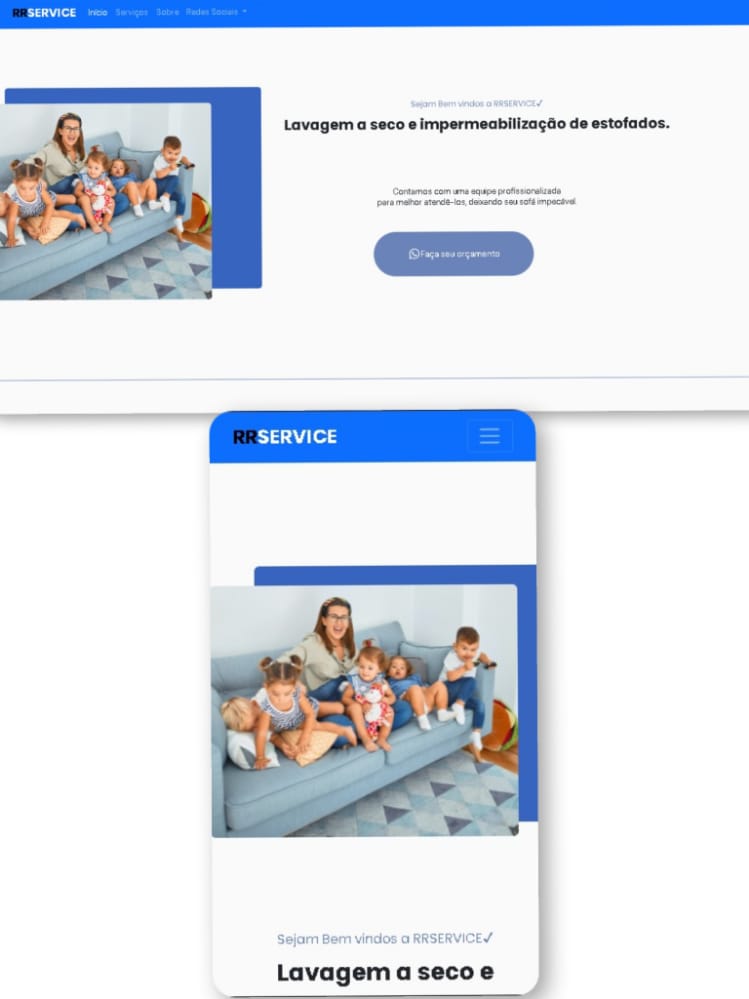 RRSERVICE Início Serviços Sobre Redes Sociais
Sejam Bem vindos a RRSERVICE✓
Lavagem a seco e impermeabilização de estofados.
Contamos com uma equipe profissionalizada
para melhor atendê-los, deixando seu sofá impecável.
Faça seu orçamento
RRSERVICE
Sejam Bem vindos a RRSERVICE✓
Lavagem a seco e